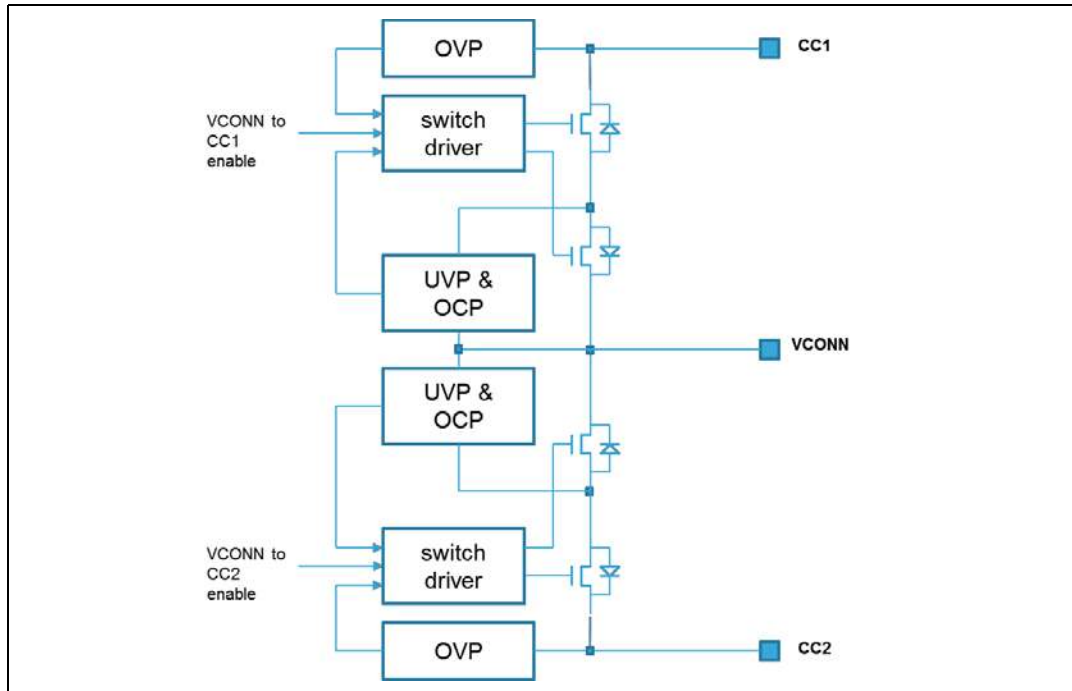 OVP
CC1
VCONN to
CC1
enable
switch
driver
UVP &
OCP
VCONN
UVP &
OCP
VCONN to
CC2
enable
switch
driver
OVP
CC2